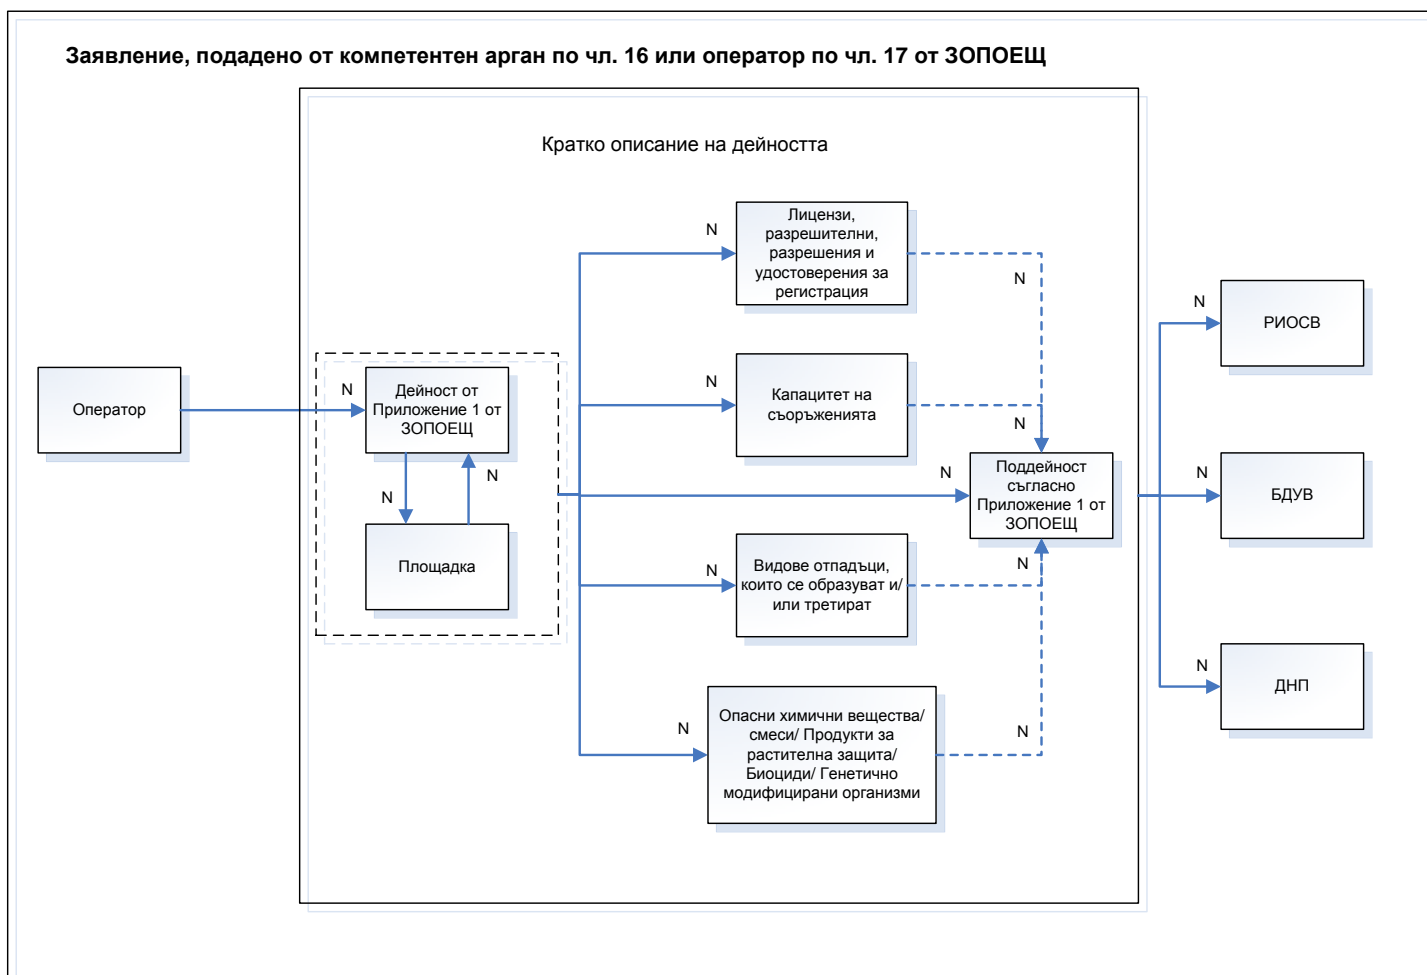 Заявление, подадено от компетентен арган по чл. 16 или оператор по чл. 17 от ЗОПОЕЩ
Кратко описание на дейността
Оператор
N
Дейност от
Приложение 1 от
ЗОПОЕЩ
N
N
Площадка
N
Лицензи,
разрешителни,
разрешения и
удостоверения за
регистрация
N
N
Капацитет на
съоръженията
N
N
Поддейност
съгласно
Приложение 1 от
ЗОПОЕЩ
N
Видове отпадъци,
които се образуват и/
или третират
N
N
Опасни химични вещества/
смеси/ Продукти за
растителна защита/
Биоциди/ Генетично
модифицирани организми
N
N
РИОСВ
N
БДУВ
N
ДНП